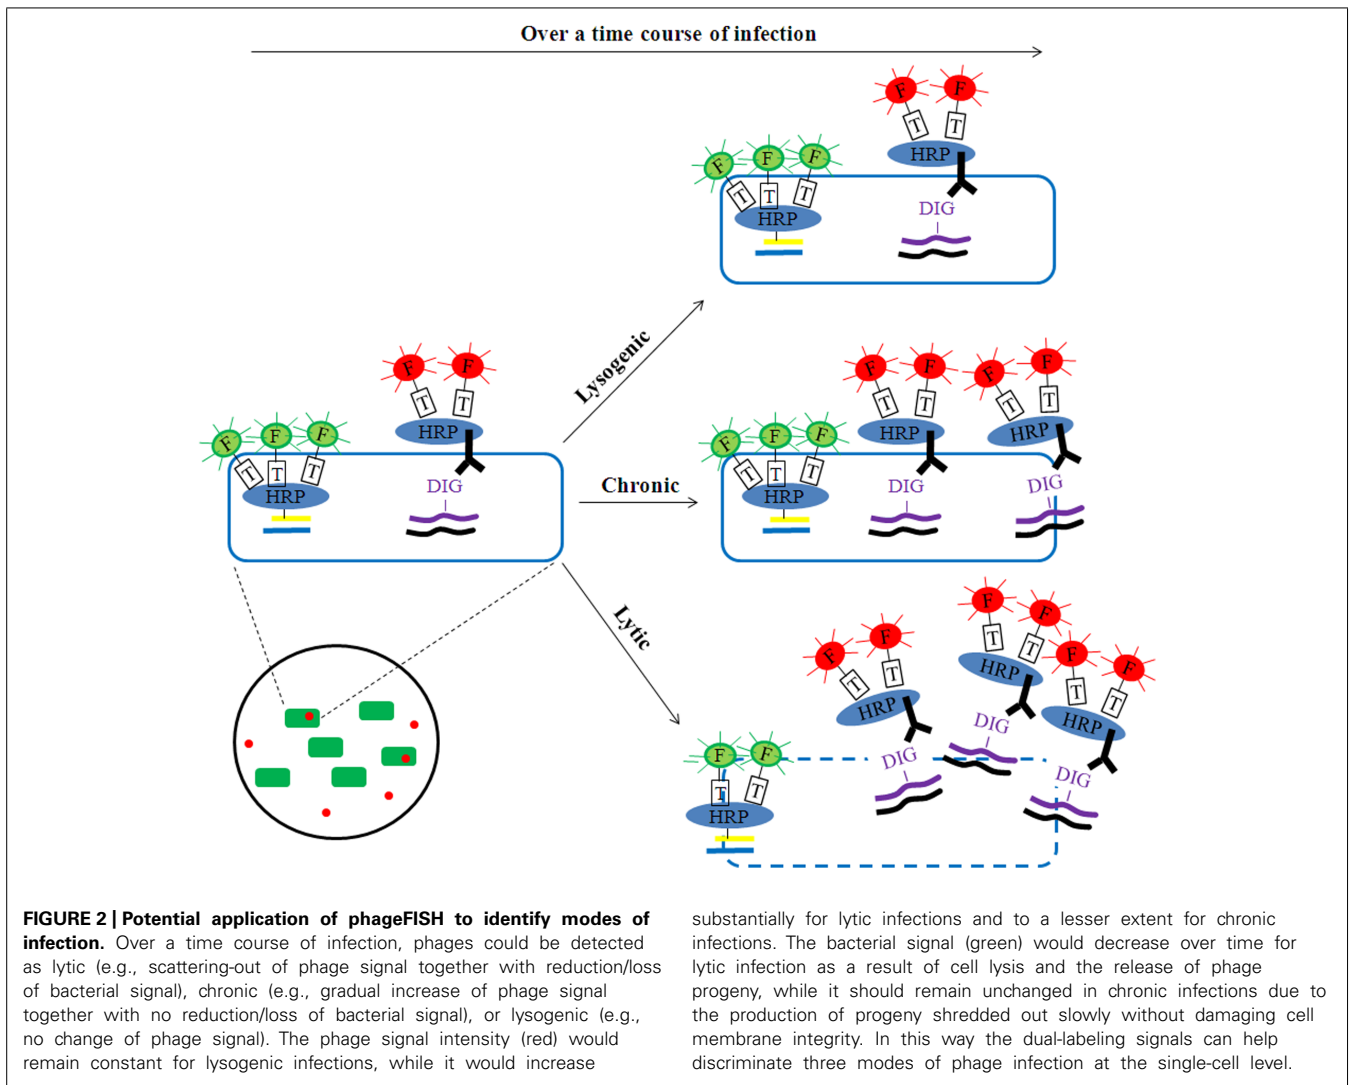 Over a time course of infection
F F
T T
HRP
F F F
T T T
HRP
DIG
Lysogenic
F F
T T
HRP
F F F
T T T
HRP
DIG
Chronic
F F F F
T T T T
HRP HRP
F F F
T T T
HRP
DIG DIG
Lytic
F F F F F F
T T T T T T
HRP HRP HRP
DIG DIG DIG
F F
T T
HRP
FIGURE 2 | Potential application of phageFISH to identify modes of
infection. Over a time course of infection, phages could be detected
as lytic (e.g., scattering-out of phage signal together with reduction/loss
of bacterial signal), chronic (e.g., gradual increase of phage signal
together with no reduction/loss of bacterial signal), or lysogenic (e.g.,
no change of phage signal). The phage signal intensity (red) would
remain constant for lysogenic infections, while it would increase
substantially for lytic infections and to a lesser extent for chronic
infections. The bacterial signal (green) would decrease over time for
lytic infection as a result of cell lysis and the release of phage
progeny, while it should remain unchanged in chronic infections due to
the production of progeny shredded out slowly without damaging cell
membrane integrity. In this way the dual-labeling signals can help
discriminate three modes of phage infection at the single-cell level.